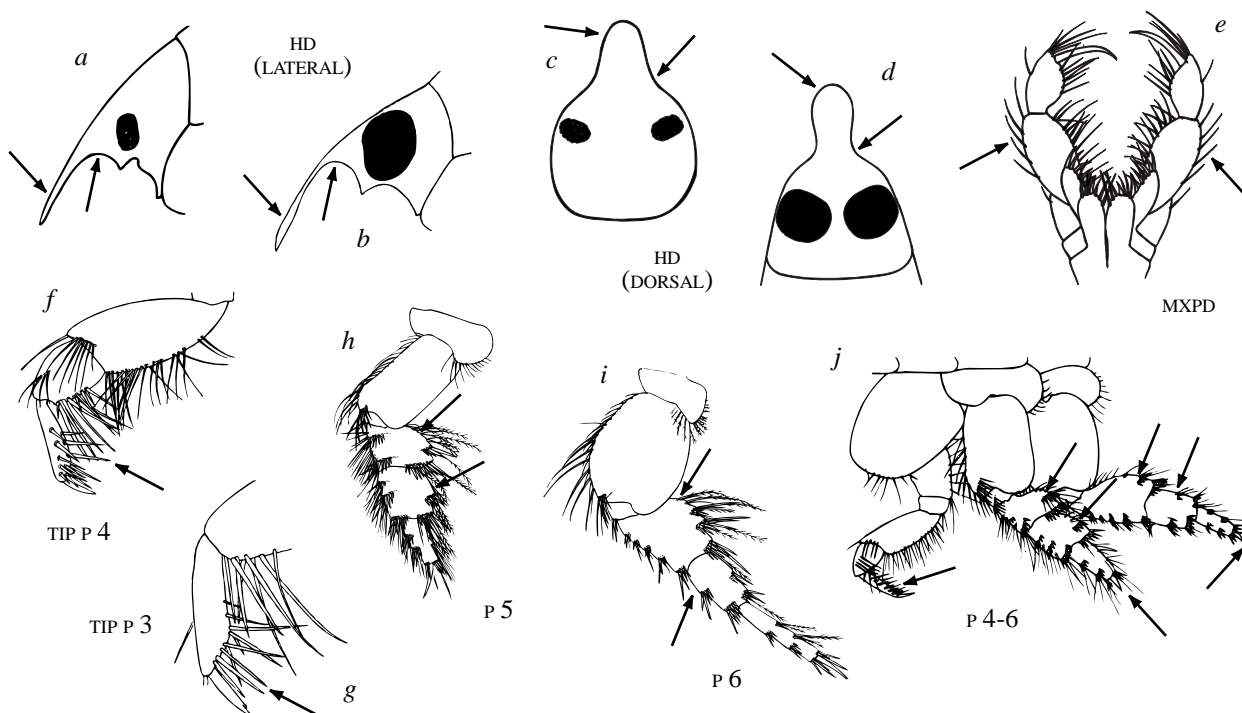 a
HD
(LATERAL)
b
c
d
HD
(DORSAL)
e
MXPD
f
TIP P 4
TIP P 3
g
h
P 5
i
P 6
j
P 4-6